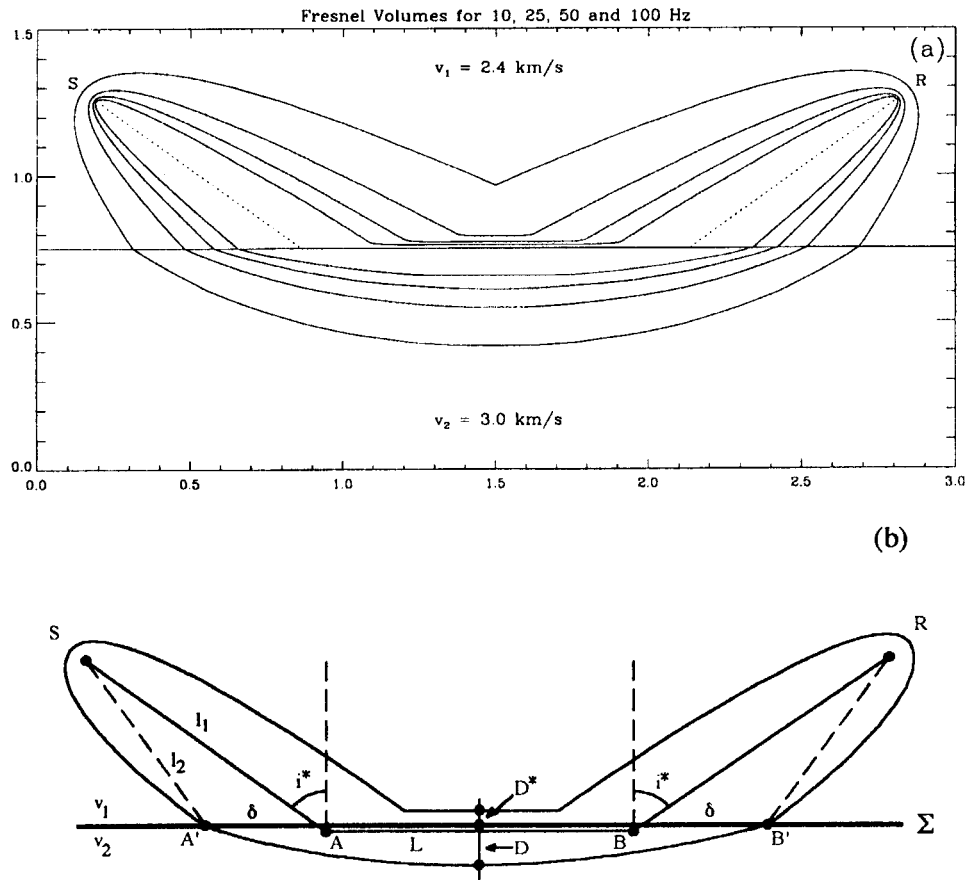 Fresnel Volumes for 10, 25, 50 and 100 Hz
1.5
(a)
S
v₁ = 2.4 km/s
R
1.0
0.5
v₂ = 3.0 km/s
0.0
0.0 0.5 1.0 1.5 2.0 2.5 3.0
(b)
S
R
l₁
l₂
i*
D*
i*
v₁
δ
δ
Σ
v₂
A'
A
L
D
B
B'